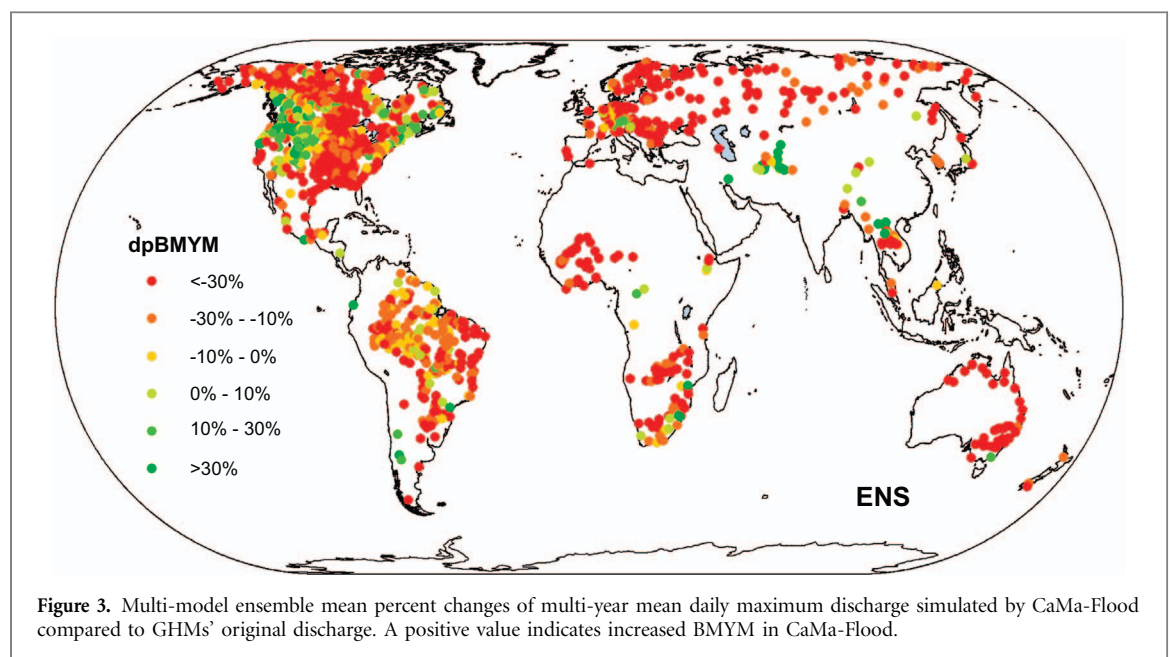 dpBMYM
<-30%
-30% - -10%
-10% - 0%
0% - 10%
10% - 30%
>30%
ENS
Figure 3. Multi-model ensemble mean percent changes of multi-year mean daily maximum discharge simulated by CaMa-Flood
compared to GHMs' original discharge. A positive value indicates increased BMYM in CaMa-Flood.